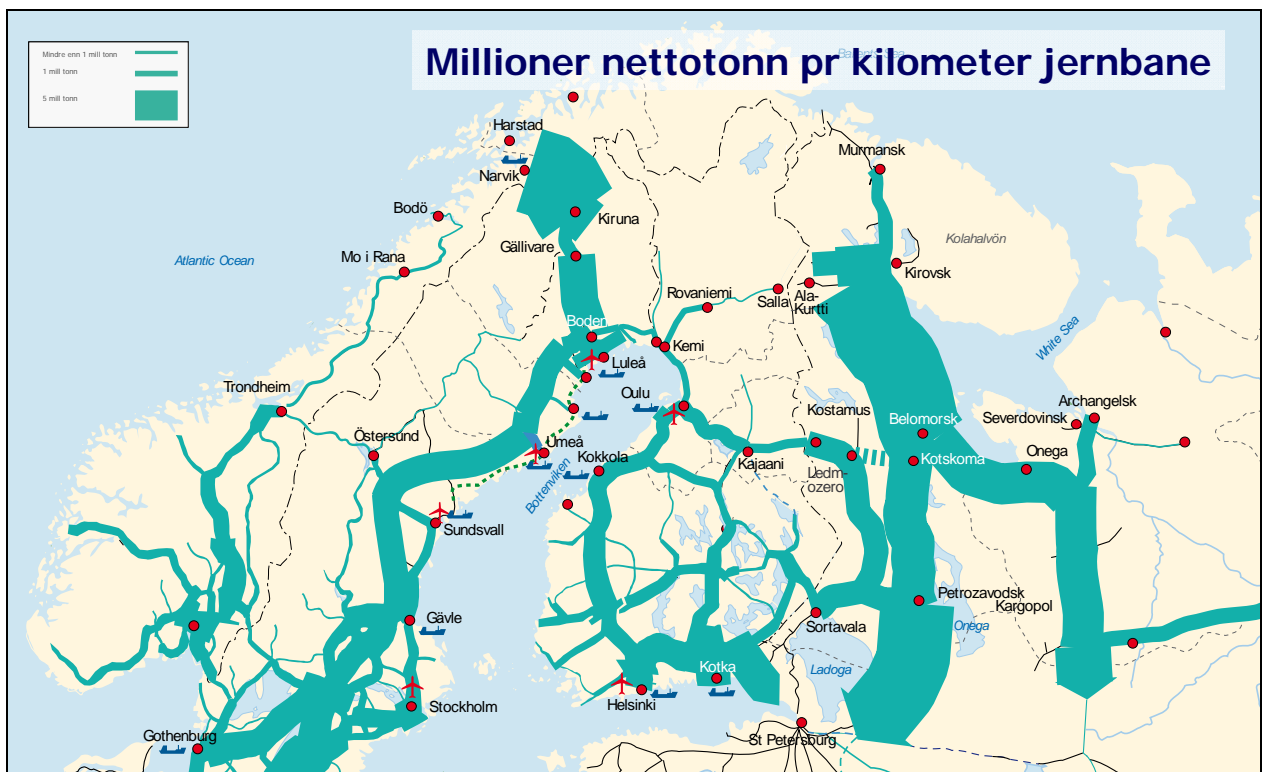 Millioner nettotonn pr kilometer jernbane
Barents Sea
Mindre enn 1 mill tonn
1 mill tonn
5 mill tonn
Harstad
Narvik
Murmansk
Bodö
Kiruna
Kolahalvön
Gällivare
Atlantic Ocean
Mo i Rana
Kirovsk
Rovaniemi
Salla
Ala-
Kurtti
Boden
White Sea
Kemi
Luleå
Trondheim
Oulu
Kostamus
Archangelsk
Belomorsk
Severdovinsk
Östersund
Umeå
Onega
Kokkola
Kajaani
Kotskoma
Ledm-
ozero
Bottenviken
Sundsvall
Petrozavodsk
Kargopol
Gävle
Sortavala
Onega
Kotka
Ladoga
Helsinki
Stockholm
Gothenburg
St Petersburg